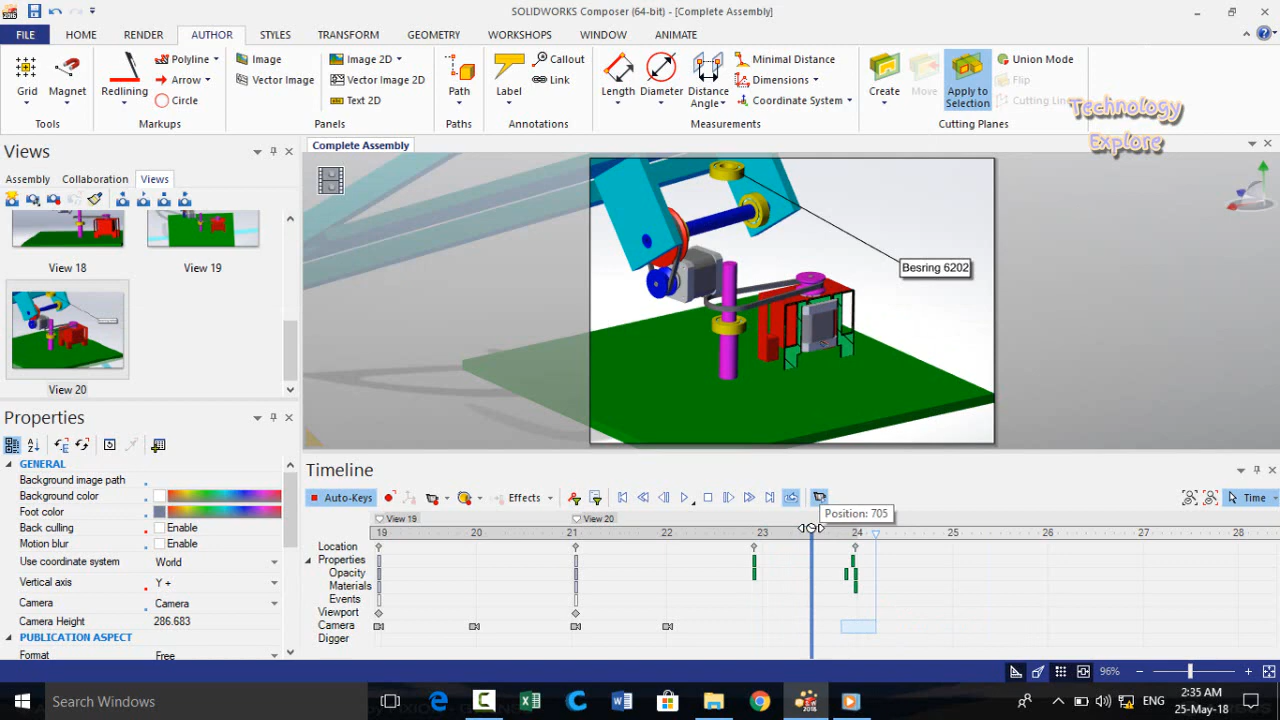 SOLIDWORKS Composer (64-bit) - [Complete Assembly]
FILE HOME RENDER AUTHOR STYLES TRANSFORM GEOMETRY WORKSHOPS WINDOW ANIMATE
Grid Magnet Redlining Polyline Arrow Circle
Image Vector Image Image 2D Vector Image 2D Text 2D
Path Label Callout Link
Length Diameter Distance Angle Minimal Distance Dimensions Coordinate System
Create Move Apply to Selection Union Mode Flip Cutting
Tools Markups Panels Paths Annotations Measurements Cutting Planes
Technology
Explore
Views
Complete Assembly
Assembly Collaboration Views
View 18 View 19
View 20
Besring 6202
Properties
GENERAL
Background image path
Background color
Foot color
Back culling Enable
Motion blur Enable
Use coordinate system World
Vertical axis Y +
Camera Camera
Camera Height 286.683
PUBLICATION ASPECT
Format Free
Timeline
Auto-Keys Effects Time
Position: 705
View 19 View 20
19 20 21 22 23 24 25 26 27 28
Location
Properties
Opacity
Materials
Events
Viewport
Camera
Digger
96%
Search Windows
ENG
2:35 AM
25-May-18